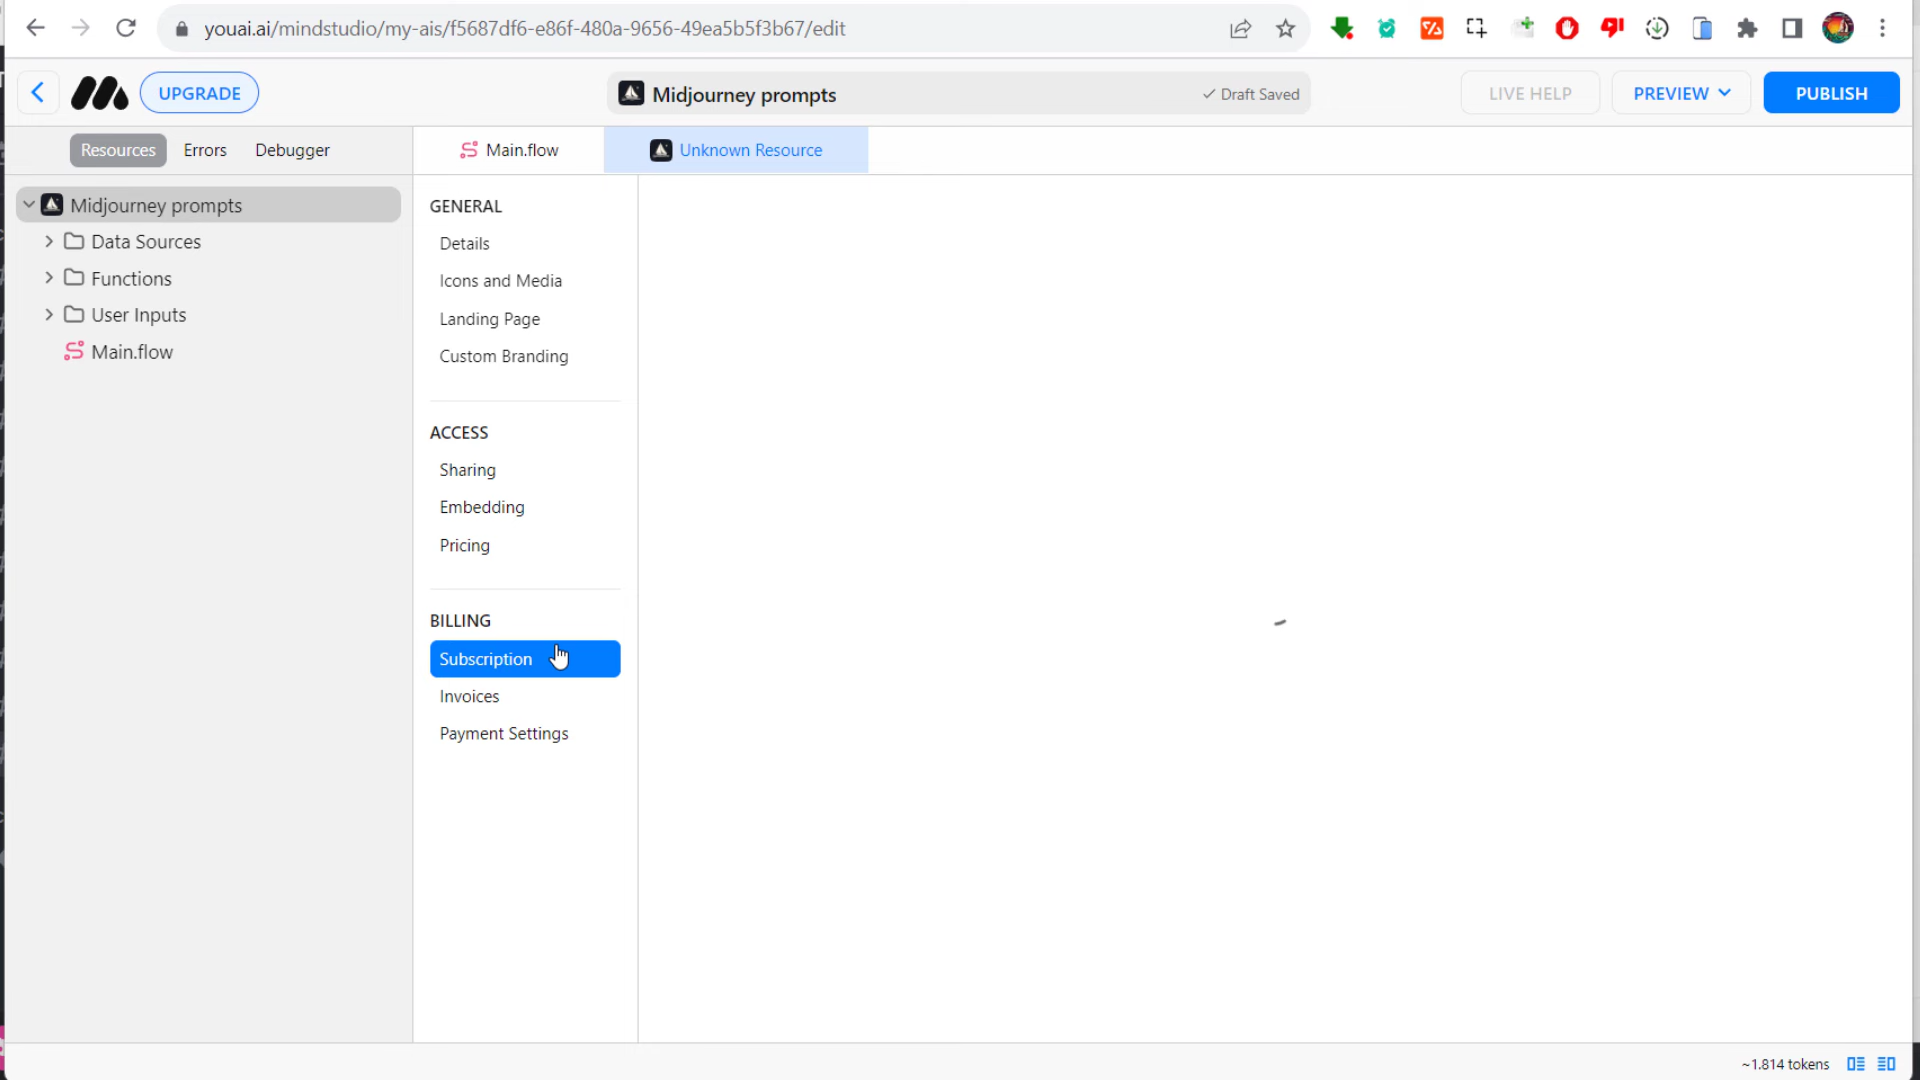 youai.ai/mindstudio/my-ais/f5687df6-e86f-480a-9656-49ea5b5f3b67/edit
UPGRADE
Midjourney prompts
Draft Saved
LIVE HELP
PREVIEW
PUBLISH
Resources
Errors
Debugger
Main.flow
Unknown Resource
Midjourney prompts
Data Sources
Functions
User Inputs
Main.flow
GENERAL
Details
Icons and Media
Landing Page
Custom Branding
ACCESS
Sharing
Embedding
Pricing
BILLING
Subscription
Invoices
Payment Settings
~1.814 tokens